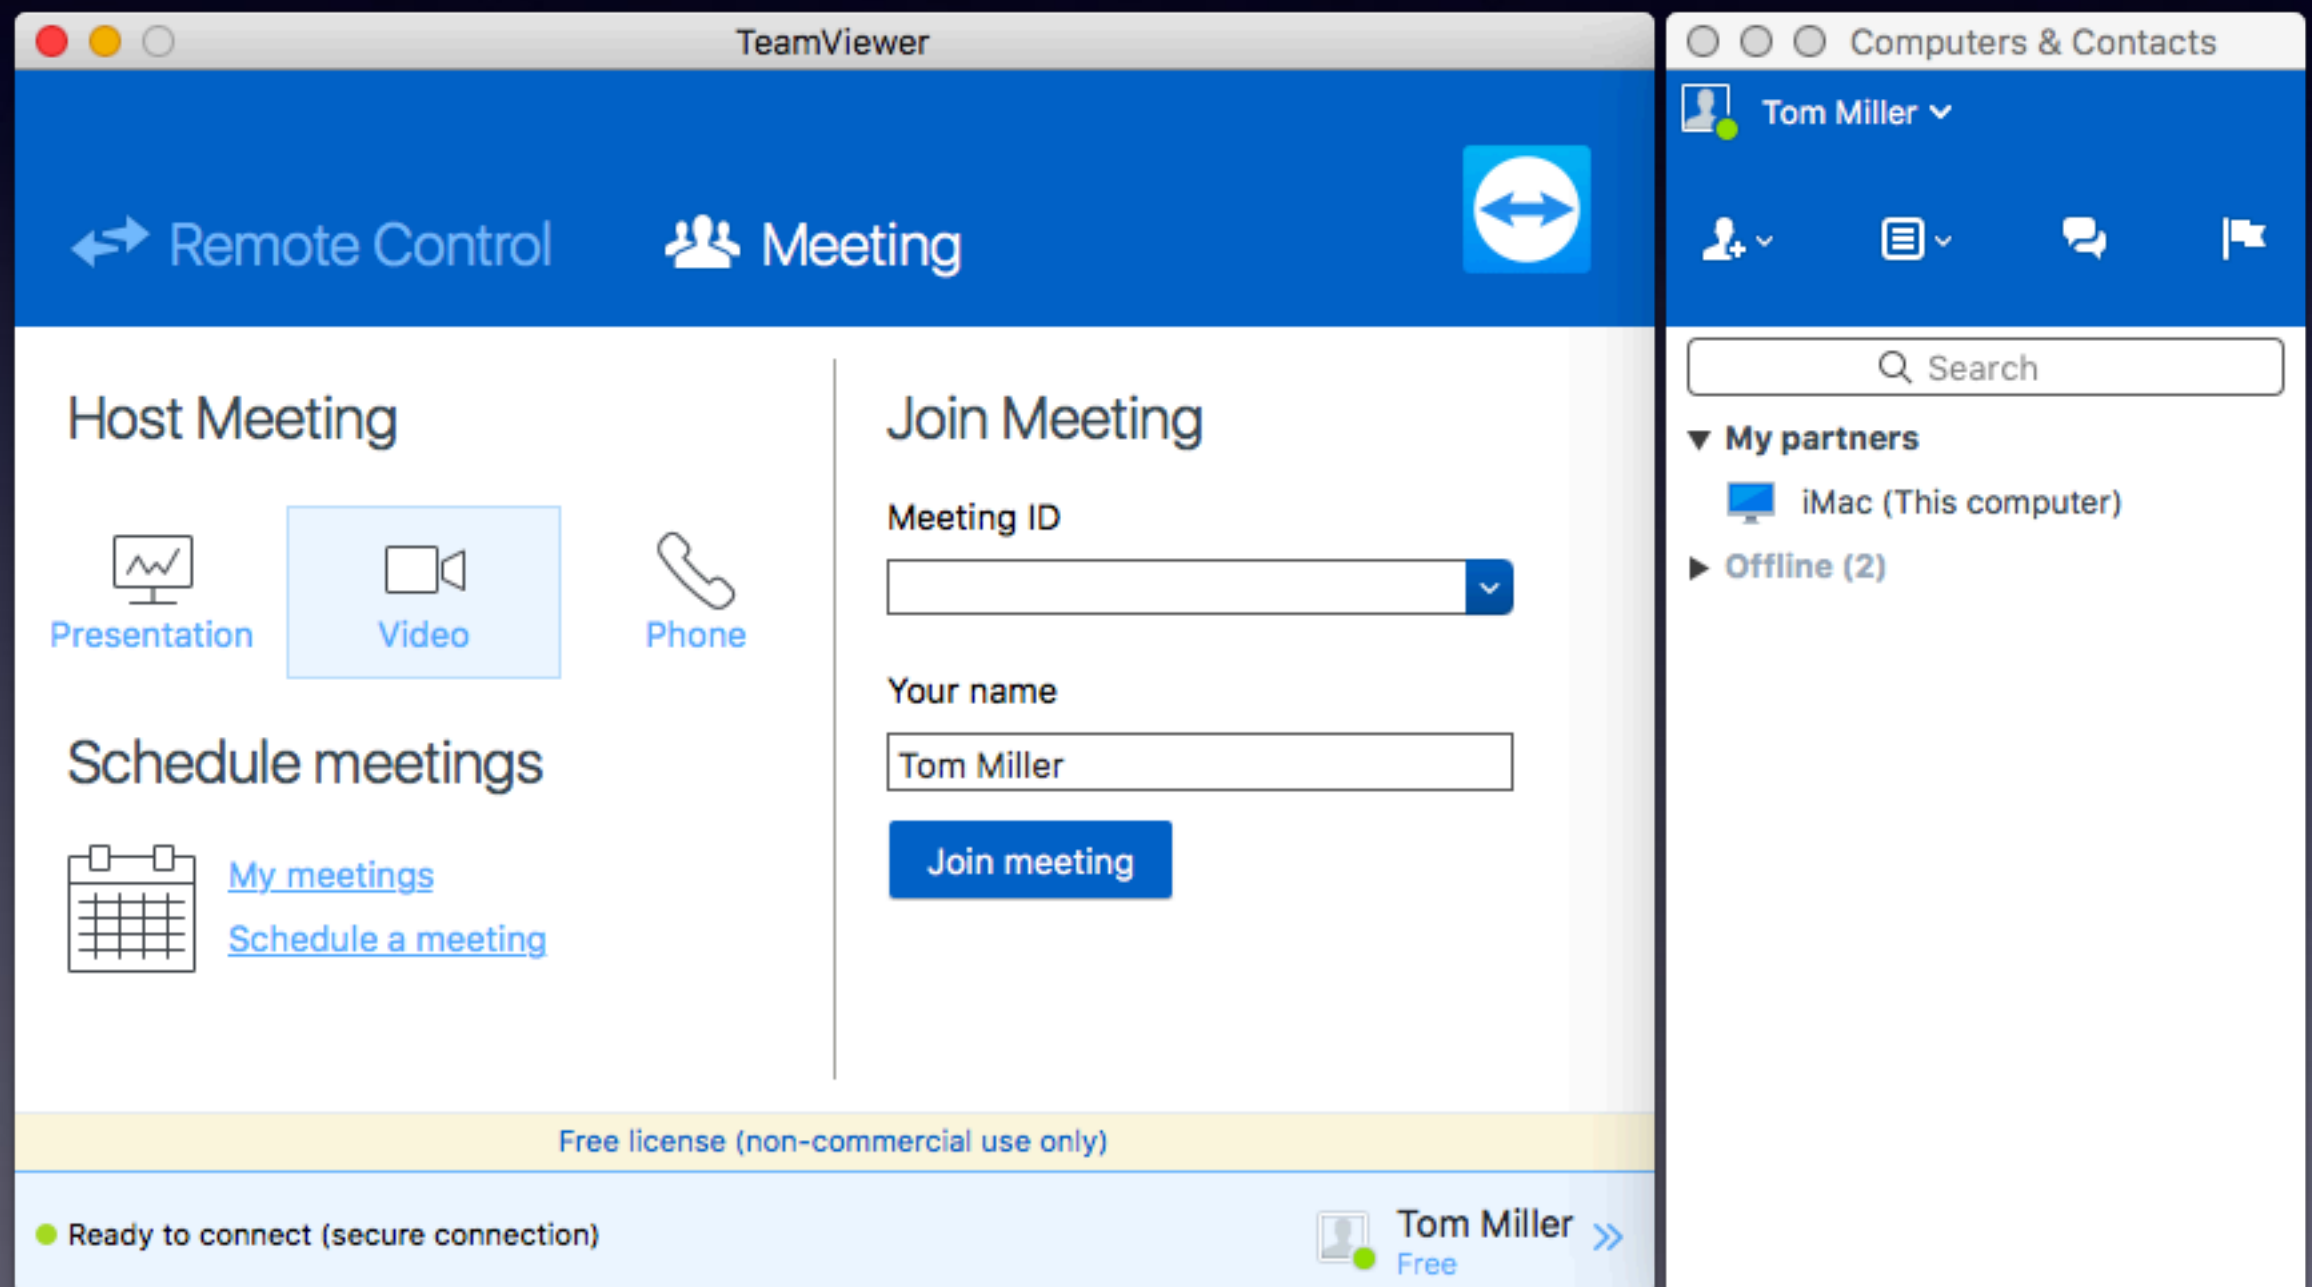 TeamViewer
Remote Control
Meeting
Host Meeting
Presentation
Video
Phone
Schedule meetings
My meetings
Schedule a meeting
Join Meeting
Meeting ID
Your name
Tom Miller
Join meeting
Free license (non-commercial use only)
Ready to connect (secure connection)
Tom Miller
Free
Computers & Contacts
Tom Miller
Search
My partners
iMac (This computer)
Offline (2)